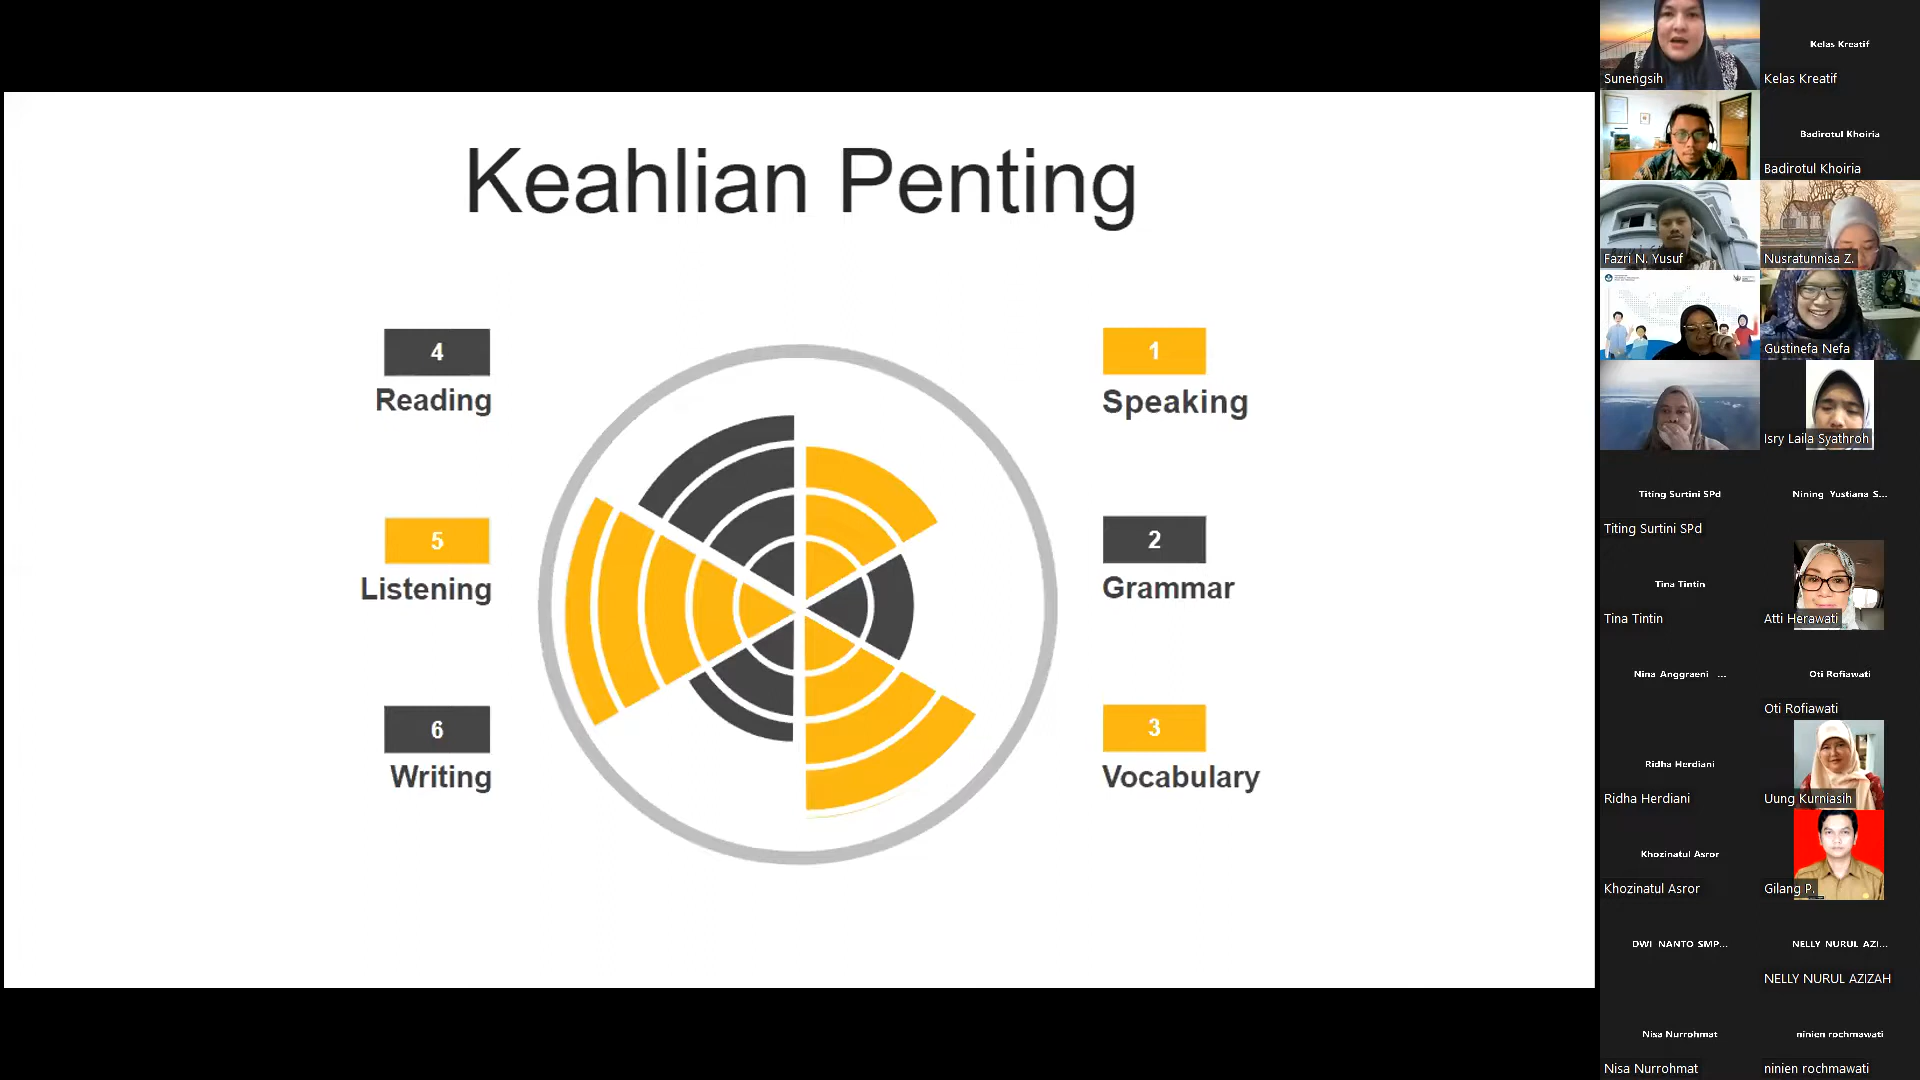 Keahlian Penting
4
Reading
5
Listening
6
Writing
1
Speaking
2
Grammar
3
Vocabulary
Sunengsih
Kelas Kreatif
Kelas Kreatif
Badirotul Khoiria
Badirotul Khoiria
Fazri N. Yusuf
Nusratunnisa Z.
Gustinefa Nefa
Isry Laila Syathroh
Titing Surtini SPd
Titing Surtini SPd
Nining Yustiana S...
Tina Tintin
Tina Tintin
Atti Herawati
Nina Anggraeni ...
Oti Rofiawati
Oti Rofiawati
Ridha Herdiani
Ridha Herdiani
Uung Kurniasih
Khozinatul Asror
Khozinatul Asror
Gilang P.
DWI NANTO SMP...
NELLY NURUL AZI...
NELLY NURUL AZIZAH
Nisa Nurrohmat
Nisa Nurrohmat
ninien rochmawati
ninien rochmawati